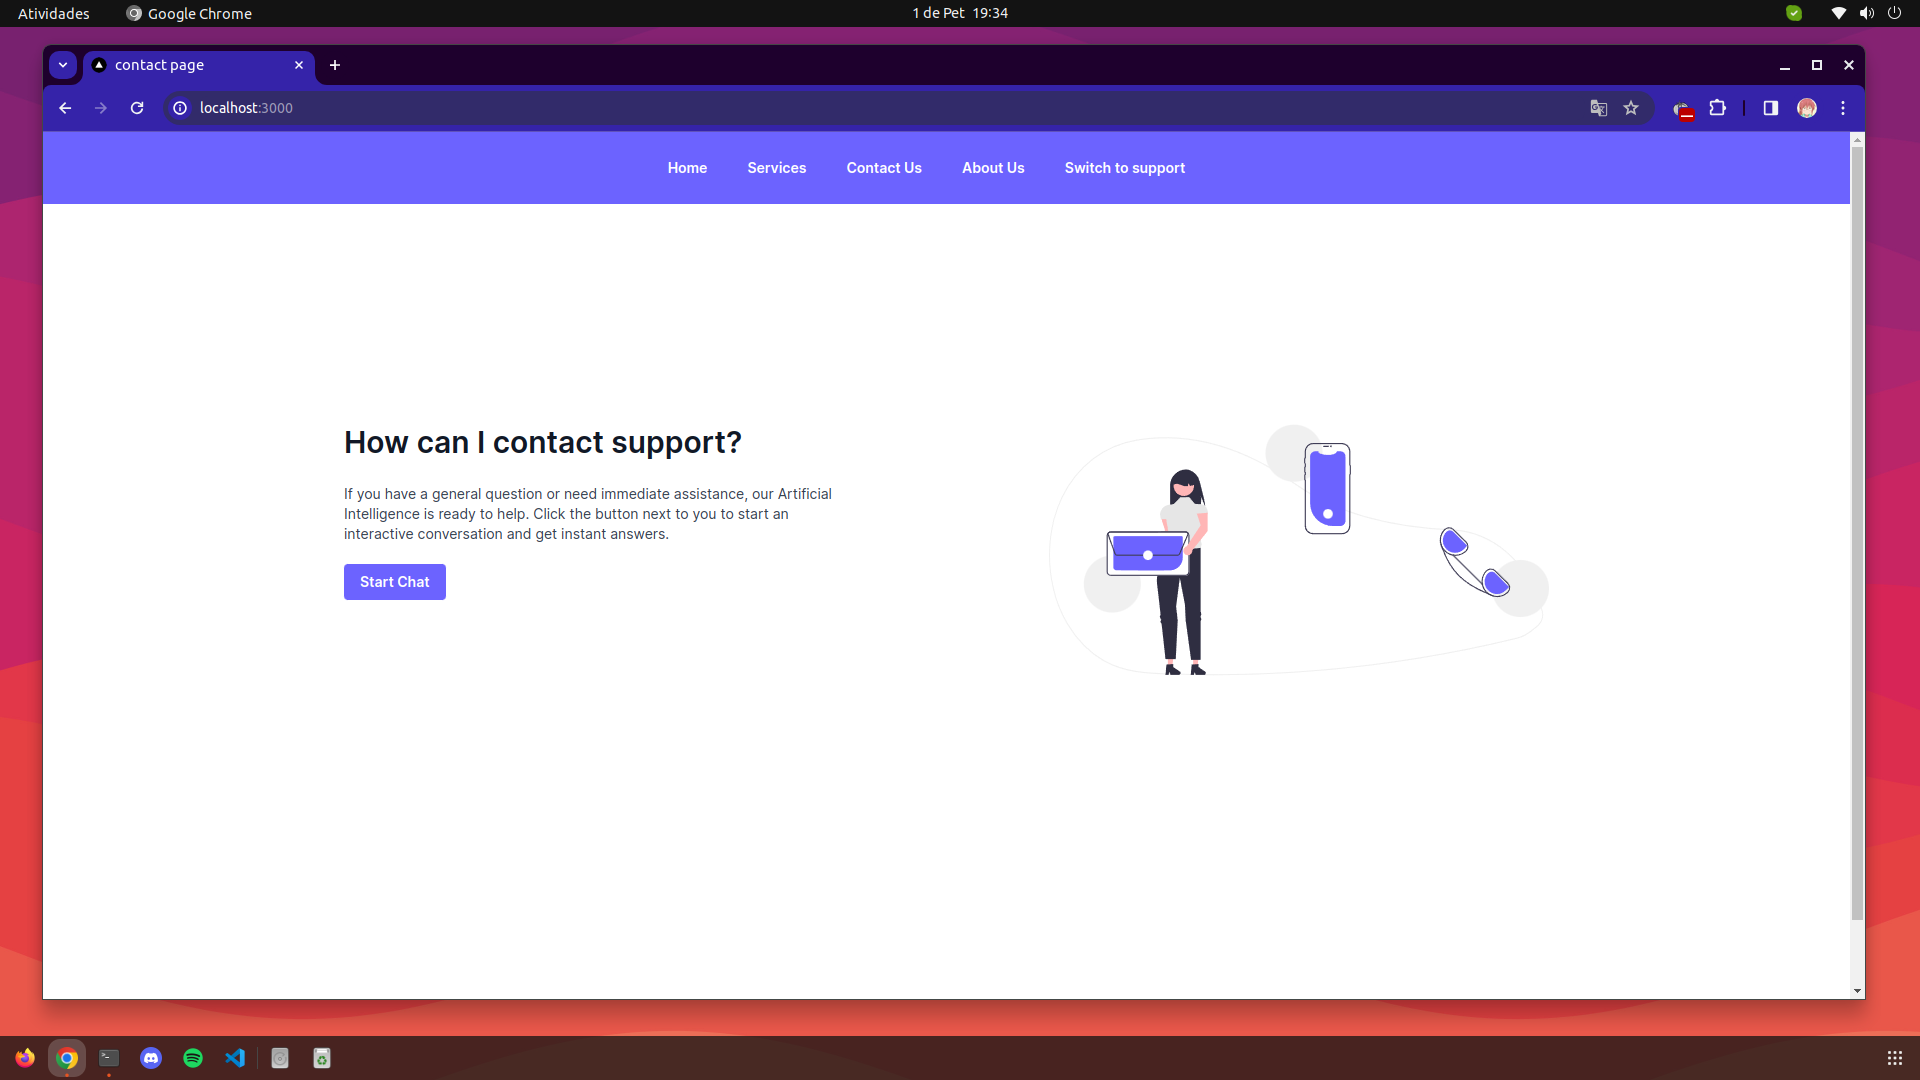 Atividades
Google Chrome
1 de Pet 19:34
contact page
localhost:3000
Home
Services
Contact Us
About Us
Switch to support
How can I contact support?
If you have a general question or need immediate assistance, our Artificial
Intelligence is ready to help. Click the button next to you to start an
interactive conversation and get instant answers.
Start Chat